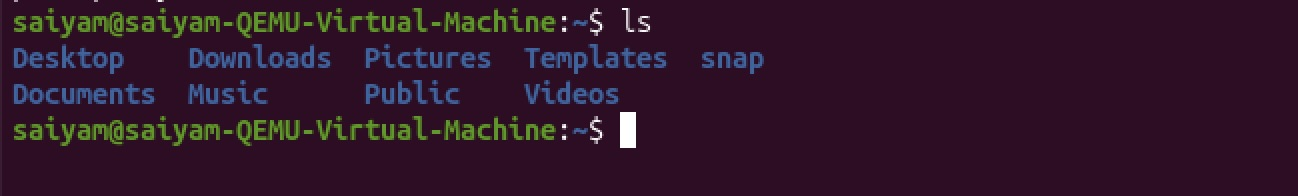 saiyam@saiyam-QEMU-Virtual-Machine:~$ ls
Desktop    Downloads  Pictures  Templates  snap
Documents  Music      Public    Videos
saiyam@saiyam-QEMU-Virtual-Machine:~$